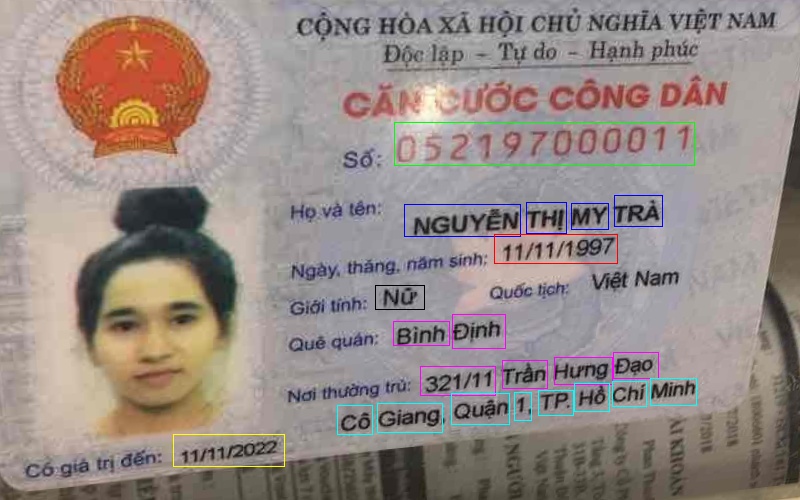 CỘNG HÒA XÃ HỘI CHỦ NGHĨA VIỆT NAM
Độc lập - Tự do - Hạnh phúc
CĂN CƯỚC CÔNG DÂN
Số: 052197000011
Họ và tên: NGUYỄN THỊ MY TRÀ
Ngày, tháng, năm sinh: 11/11/1997
Giới tính: NỮ Quốc tịch: Việt Nam
Quê quán: Bình Định
Nơi thường trú: 321/11 Trần Hưng Đạo
Cô Giang, Quận 1, TP. Hồ Chí Minh
Có giá trị đến: 11/11/2022